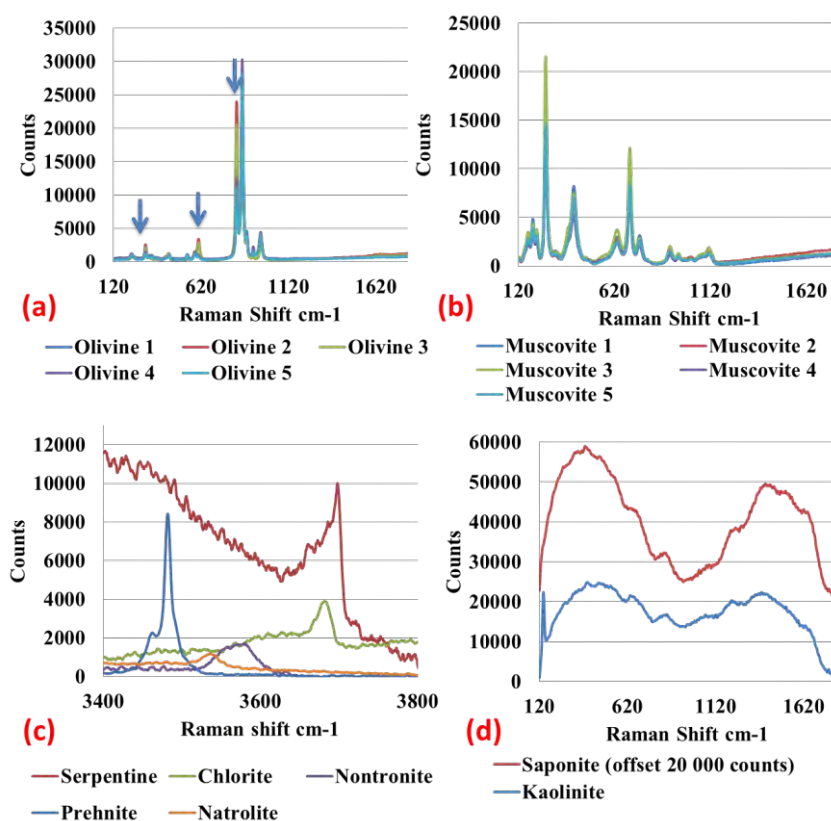 35000
30000
25000
20000
15000
10000
5000
0
Counts
120
620
1120
1620
Raman Shift cm-1
(a)
Olivine 1
Olivine 2
Olivine 3
Olivine 4
Olivine 5
25000
20000
15000
10000
5000
0
Counts
120
620
1120
1620
Raman Shift cm-1
(b)
Muscovite 1
Muscovite 2
Muscovite 3
Muscovite 4
Muscovite 5
12000
10000
8000
6000
4000
2000
0
Counts
3400
3600
3800
Raman shift cm-1
(c)
Serpentine
Chlorite
Nontronite
Prehnite
Natrolite
60000
50000
40000
30000
20000
10000
0
Counts
120
620
1120
1620
Raman Shift cm-1
(d)
Saponite (offset 20 000 counts)
Kaolinite